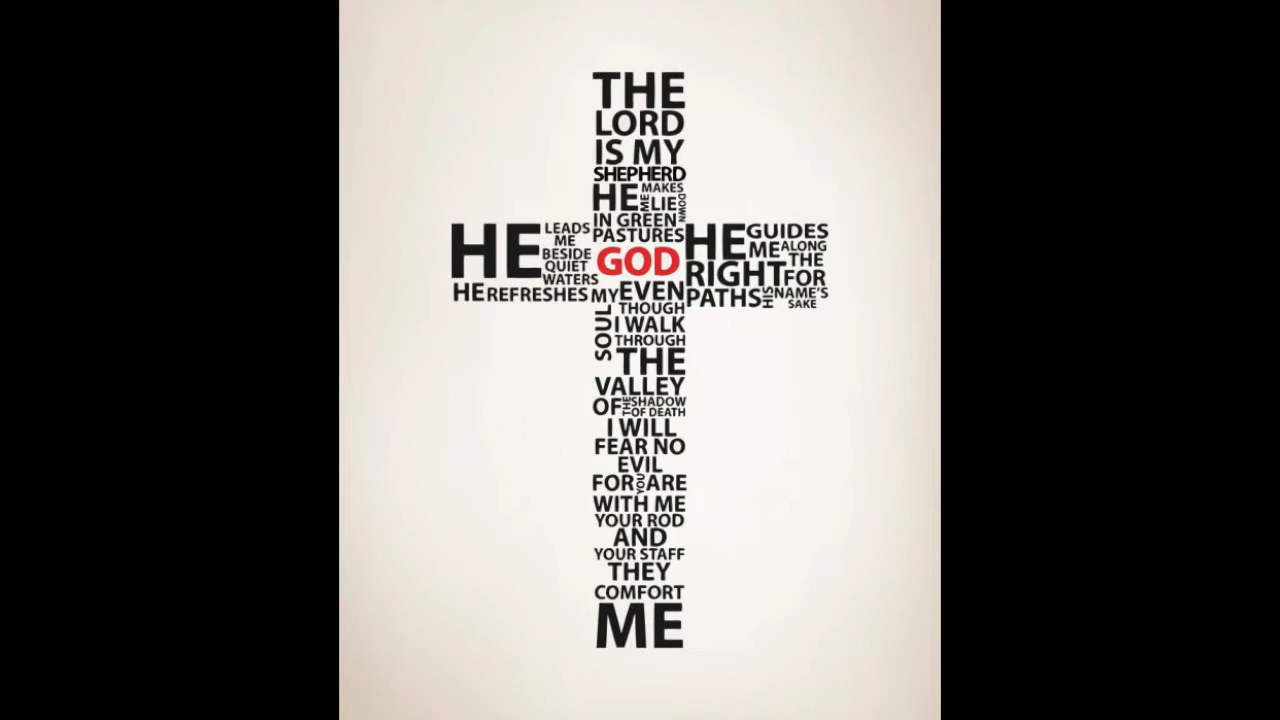 THE
LORD
IS MY
SHEPHERD
HE MAKES
ME LIE DOWN
IN GREEN
PASTURES
HE LEADS
ME
BESIDE
QUIET
WATERS
HE REFRESHES MY
SOUL
GOD
HE GUIDES
ME ALONG
THE
RIGHT
PATHS
FOR
HIS NAME'S
SAKE
EVEN
THOUGH
I WALK
THROUGH
THE
VALLEY
OF THE SHADOW
OF DEATH
I WILL
FEAR NO
EVIL
FOR YOU ARE
WITH ME
YOUR ROD
AND
YOUR STAFF
THEY
COMFORT
ME